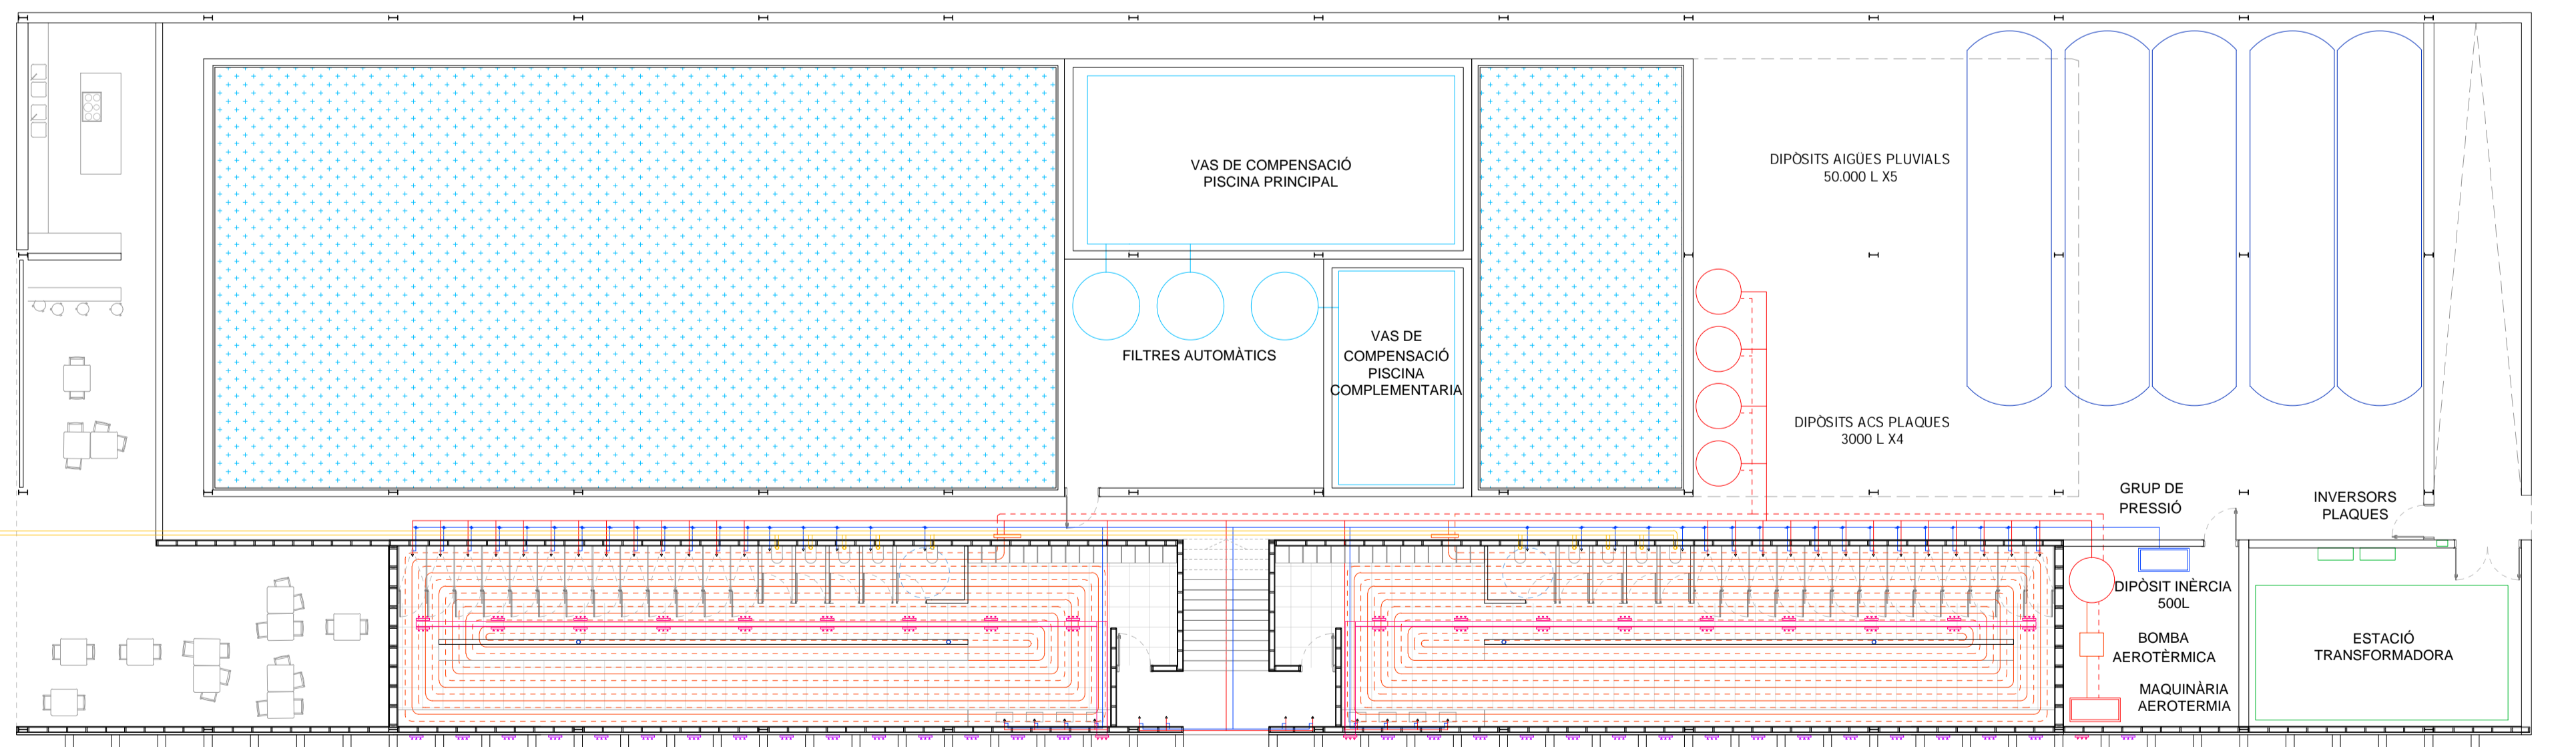 VAS DE COMPENSACIÓ
PISCINA PRINCIPAL
DIPÒSITS AIGÜES PLUVIALS
50.000 L X5
FILTRES AUTOMÀTICS
VAS DE
COMPENSACIÓ
PISCINA
COMPLEMENTARIA
DIPÒSITS ACS PLAQUES
3000 L X4
GRUP DE
PRESSIÓ
INVERSORS
PLAQUES
DIPÒSIT INÈRCIA
500L
BOMBA
AEROTÈRMICA
ESTACIÓ
TRANSFORMADORA
MAQUINÀRIA
AEROTERMIA